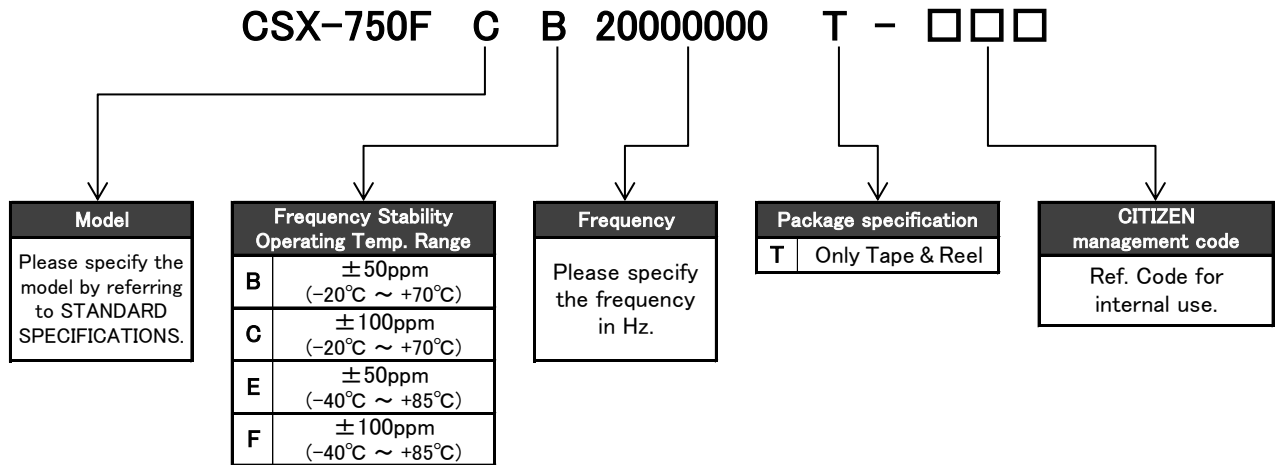 CSX-750F C B 20000000 T - □□□
Model
Please specify the
model by referring
to STANDARD
SPECIFICATIONS.
Frequency Stability
Operating Temp. Range
B ±50ppm
(-20℃ ～ +70℃)
C ±100ppm
(-20℃ ～ +70℃)
E ±50ppm
(-40℃ ～ +85℃)
F ±100ppm
(-40℃ ～ +85℃)
Frequency
Please specify
the frequency
in Hz.
Package specification
T Only Tape & Reel
CITIZEN
management code
Ref. Code for
internal use.